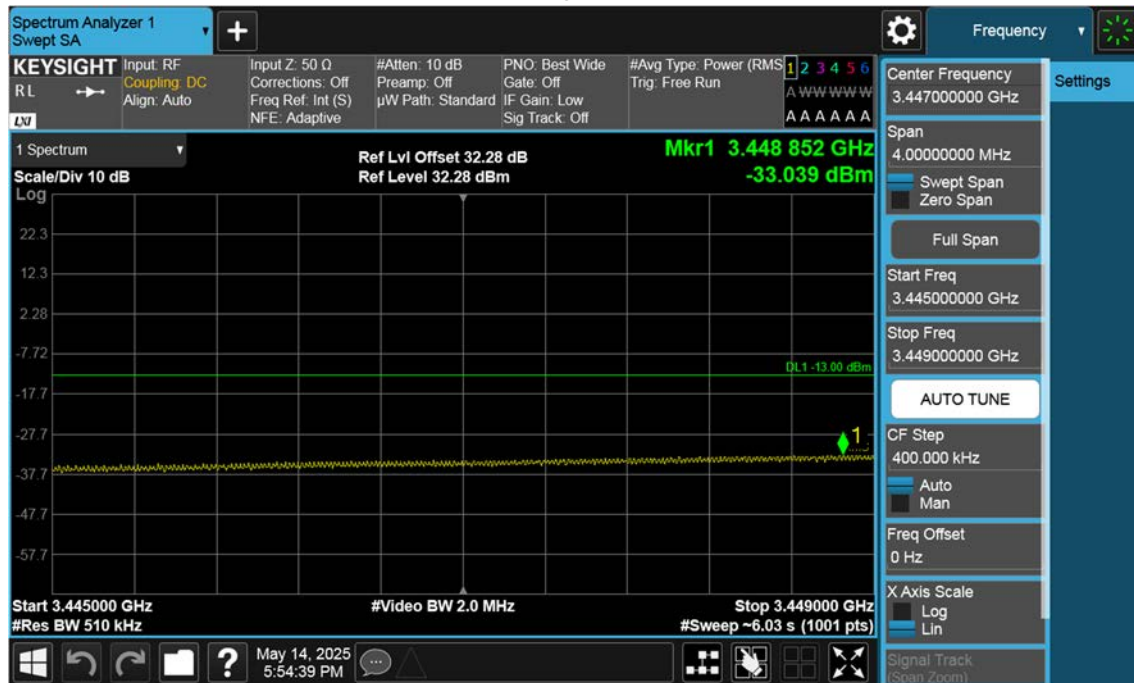 Spectrum Analyzer 1
Swept SA
Frequency
KEYSIGHT
RL
LXI
Input: RF
Coupling: DC
Align: Auto
Input Z: 50 Ω
Corrections: Off
Freq Ref: Int (S)
NFE: Adaptive
#Atten: 10 dB
Preamp: Off
µW Path: Standard
PNO: Best Wide
Gate: Off
IF Gain: Low
Sig Track: Off
#Avg Type: Power (RMS
Trig: Free Run
1 2 3 4 5 6
A W W W W W
A A A A A A
1 Spectrum
Scale/Div 10 dB
Log
Ref Lvl Offset 32.28 dB
Ref Level 32.28 dBm
Mkr1 3.448 852 GHz
-33.039 dBm
22.3
12.3
2.28
-7.72
DL1 -13.00 dBm
-17.7
-27.7
1
-37.7
-47.7
-57.7
Start 3.445000 GHz
#Res BW 510 kHz
#Video BW 2.0 MHz
Stop 3.449000 GHz
#Sweep ~6.03 s (1001 pts)
Center Frequency
3.447000000 GHz
Span
4.00000000 MHz
Swept Span
Zero Span
Full Span
Start Freq
3.445000000 GHz
Stop Freq
3.449000000 GHz
AUTO TUNE
CF Step
400.000 kHz
Auto
Man
Freq Offset
0 Hz
X Axis Scale
Log
Lin
Signal Track
(Span Zoom)
Settings
?
May 14, 2025
5:54:39 PM